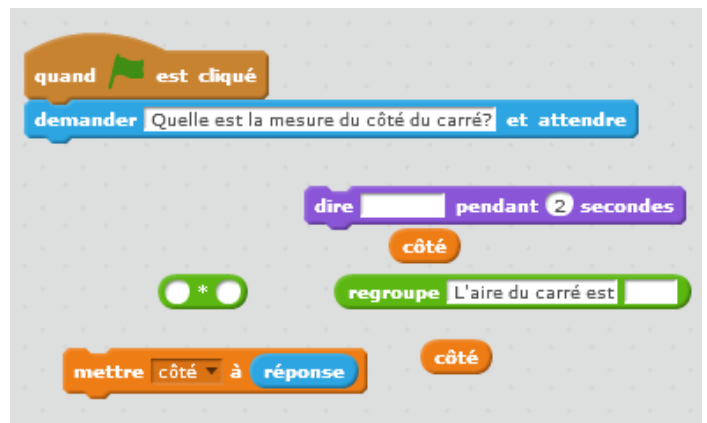 quand est cliqué
demander Quelle est la mesure du côté du carré? et attendre
dire pendant 2 secondes
côté
*
regroupe L'aire du carré est
côté
mettre côté à réponse